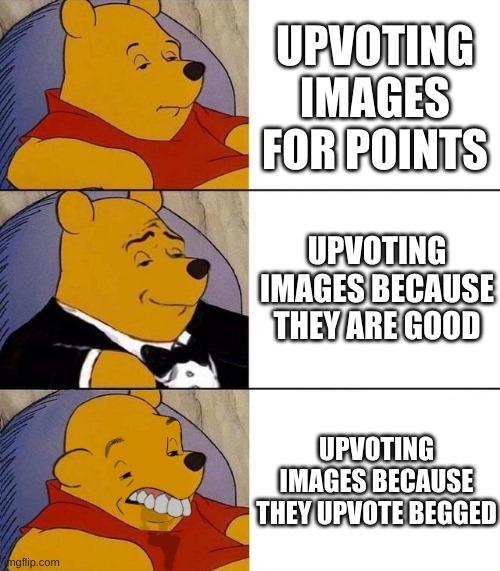 UPVOTING
IMAGES
FOR POINTS
UPVOTING
IMAGES BECAUSE
THEY ARE GOOD
UPVOTING
IMAGES BECAUSE
THEY UPVOTE BEGGED
imgflip.com